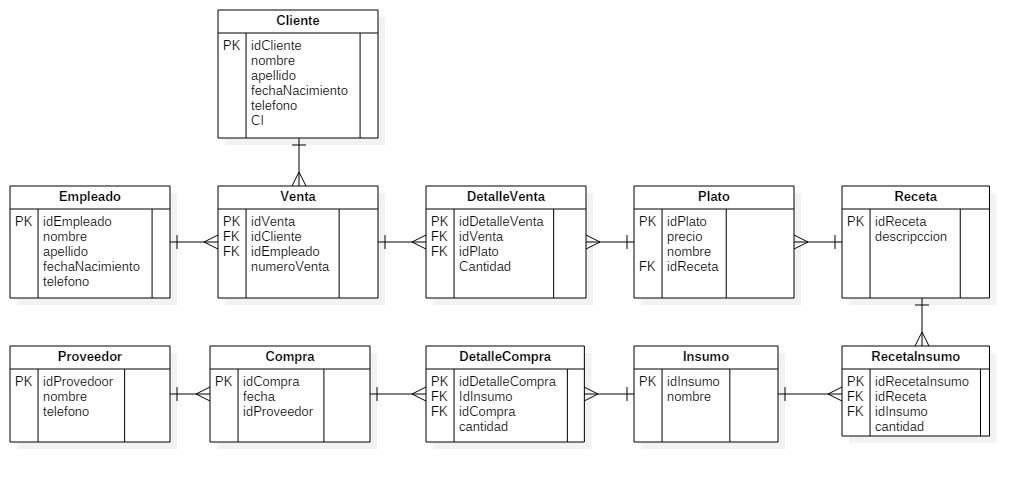 Cliente
PK idCliente
nombre
apellido
fechaNacimiento
telefono
CI
Empleado
PK idEmpleado
nombre
apellido
fechaNacimiento
telefono
Venta
PK idVenta
FK idCliente
FK idEmpleado
numeroVenta
DetalleVenta
PK idDetalleVenta
FK idVenta
FK idPlato
Cantidad
Plato
PK idPlato
precio
nombre
FK idReceta
Receta
PK idReceta
descripccion
Proveedor
PK idProvedoor
nombre
telefono
Compra
PK idCompra
fecha
idProveedor
DetalleCompra
PK idDetalleCompra
FK IdInsumo
FK idCompra
cantidad
Insumo
PK idInsumo
nombre
RecetaInsumo
PK idRecetaInsumo
FK idReceta
FK idInsumo
cantidad